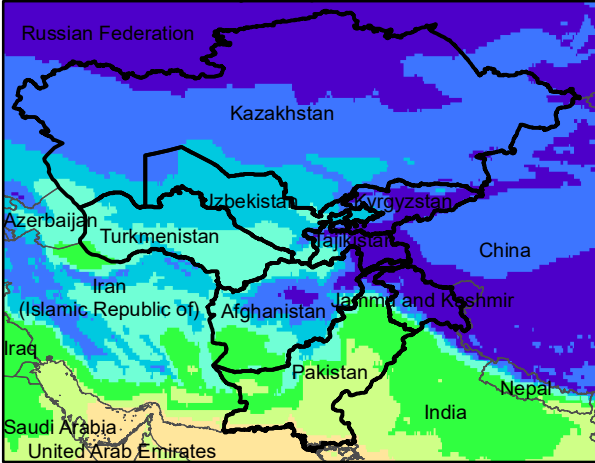 Russian Federation
Kazakhstan
Izbekistan
Kyrgyzstan
Azerbaijan
Turkmenistan
Tajikistan
China
Iran
(Islamic Republic of)
Afghanistan
Jammu and Kashmir
Iraq
Pakistan
Nepal
India
Saudi Arabia
United Arab Emirates